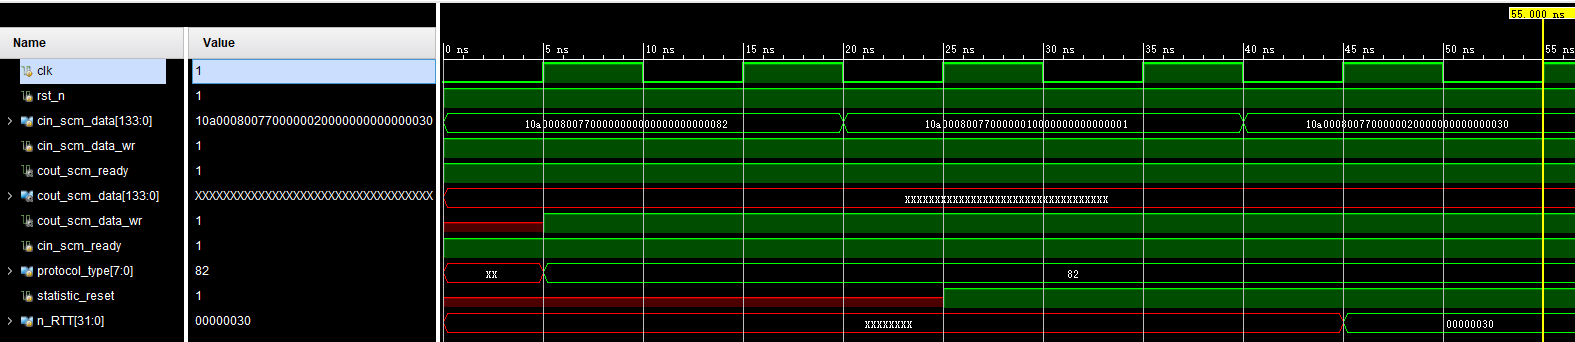 55.000 ns
Name Value
0 ns 5 ns 10 ns 15 ns 20 ns 25 ns 30 ns 35 ns 40 ns 45 ns 50 ns 55 ns
clk 1
rst_n 1
cin_scm_data[133:0] 10a0008007700000020000000000000030 10a0008007700000000000000000000082 10a0008007700000010000000000000001 10a0008007700000020000000000000030
cin_scm_data_wr 1
cout_scm_ready 1
cout_scm_data[133:0] XXXXXXXXXXXXXXXXXXXXXXXXXXXXXXXXXX XXXXXXXXXXXXXXXXXXXXXXXXXXXXXXXXXX
cout_scm_data_wr 1
cin_scm_ready 1
protocol_type[7:0] 82 XX 82
statistic_reset 1
n_RTT[31:0] 00000030 XXXXXXXX 00000030